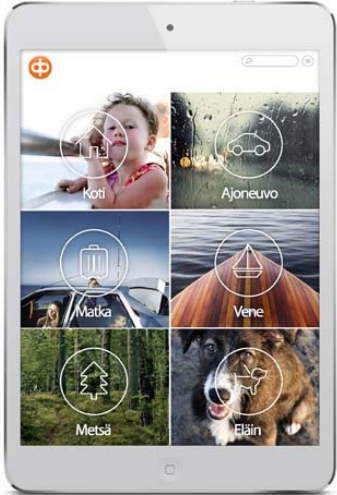 Koti
Ajoneuvo
Matka
Vene
Metsä
Eläin